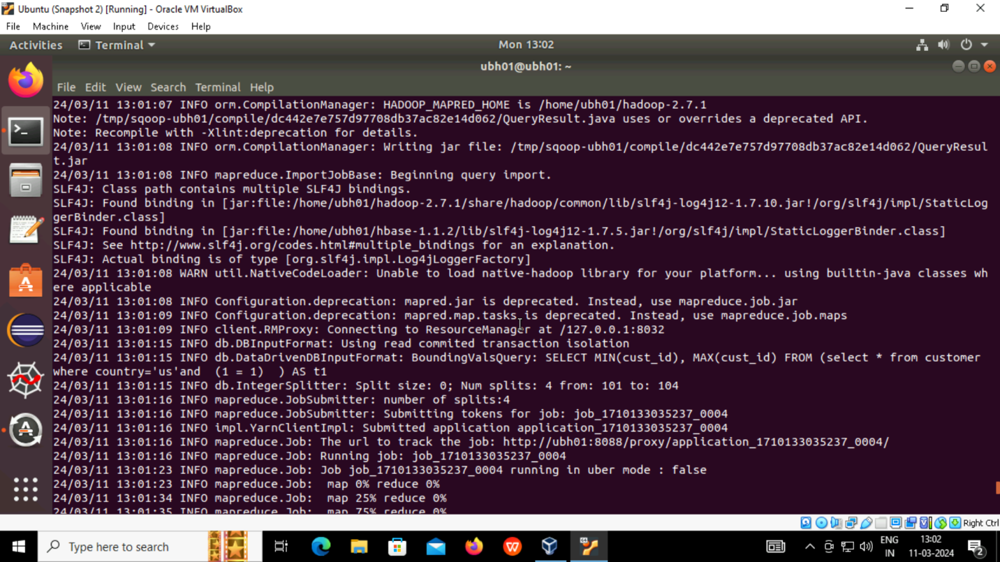 Ubuntu (Snapshot 2) [Running] - Oracle VM VirtualBox
File Machine View Input Devices Help
Activities Terminal Mon 13:02
ubh01@ubh01: ~
File Edit View Search Terminal Help
24/03/11 13:01:07 INFO orm.CompilationManager: HADOOP_MAPRED_HOME is /home/ubh01/hadoop-2.7.1
Note: /tmp/sqoop-ubh01/compile/dc442e7e757d97708db37ac82e14d062/QueryResult.java uses or overrides a deprecated API.
Note: Recompile with -Xlint:deprecation for details.
24/03/11 13:01:08 INFO orm.CompilationManager: Writing jar file: /tmp/sqoop-ubh01/compile/dc442e7e757d97708db37ac82e14d062/QueryResul
t.jar
24/03/11 13:01:08 INFO mapreduce.ImportJobBase: Beginning query import.
SLF4J: Class path contains multiple SLF4J bindings.
SLF4J: Found binding in [jar:file:/home/ubh01/hadoop-2.7.1/share/hadoop/common/lib/slf4j-log4j12-1.7.10.jar!/org/slf4j/impl/StaticLog
gerBinder.class]
SLF4J: Found binding in [jar:file:/home/ubh01/hbase-1.1.2/lib/slf4j-log4j12-1.7.5.jar!/org/slf4j/impl/StaticLoggerBinder.class]
SLF4J: See http://www.slf4j.org/codes.html#multiple_bindings for an explanation.
SLF4J: Actual binding is of type [org.slf4j.impl.Log4jLoggerFactory]
24/03/11 13:01:08 WARN util.NativeCodeLoader: Unable to load native-hadoop library for your platform... using builtin-java classes wh
ere applicable
24/03/11 13:01:08 INFO Configuration.deprecation: mapred.jar is deprecated. Instead, use mapreduce.job.jar
24/03/11 13:01:09 INFO Configuration.deprecation: mapred.map.tasks is deprecated. Instead, use mapreduce.job.maps
24/03/11 13:01:09 INFO client.RMProxy: Connecting to ResourceManager at /127.0.0.1:8032
24/03/11 13:01:15 INFO db.DBInputFormat: Using read commited transaction isolation
24/03/11 13:01:15 INFO db.DataDrivenDBInputFormat: BoundingValsQuery: SELECT MIN(cust_id), MAX(cust_id) FROM (select * from customer
where country='us'and  (1 = 1)  ) AS t1
24/03/11 13:01:15 INFO db.IntegerSplitter: Split size: 0; Num splits: 4 from: 101 to: 104
24/03/11 13:01:16 INFO mapreduce.JobSubmitter: number of splits:4
24/03/11 13:01:16 INFO mapreduce.JobSubmitter: Submitting tokens for job: job_1710133035237_0004
24/03/11 13:01:16 INFO impl.YarnClientImpl: Submitted application application_1710133035237_0004
24/03/11 13:01:16 INFO mapreduce.Job: The url to track the job: http://ubh01:8088/proxy/application_1710133035237_0004/
24/03/11 13:01:16 INFO mapreduce.Job: Running job: job_1710133035237_0004
24/03/11 13:01:23 INFO mapreduce.Job: Job job_1710133035237_0004 running in uber mode : false
24/03/11 13:01:23 INFO mapreduce.Job:  map 0% reduce 0%
24/03/11 13:01:34 INFO mapreduce.Job:  map 25% reduce 0%
24/03/11 13:01:35 INFO mapreduce.Job:  map 75% reduce 0%
Right Ctrl
Type here to search
ENG 13:02
IN 11-03-2024 2